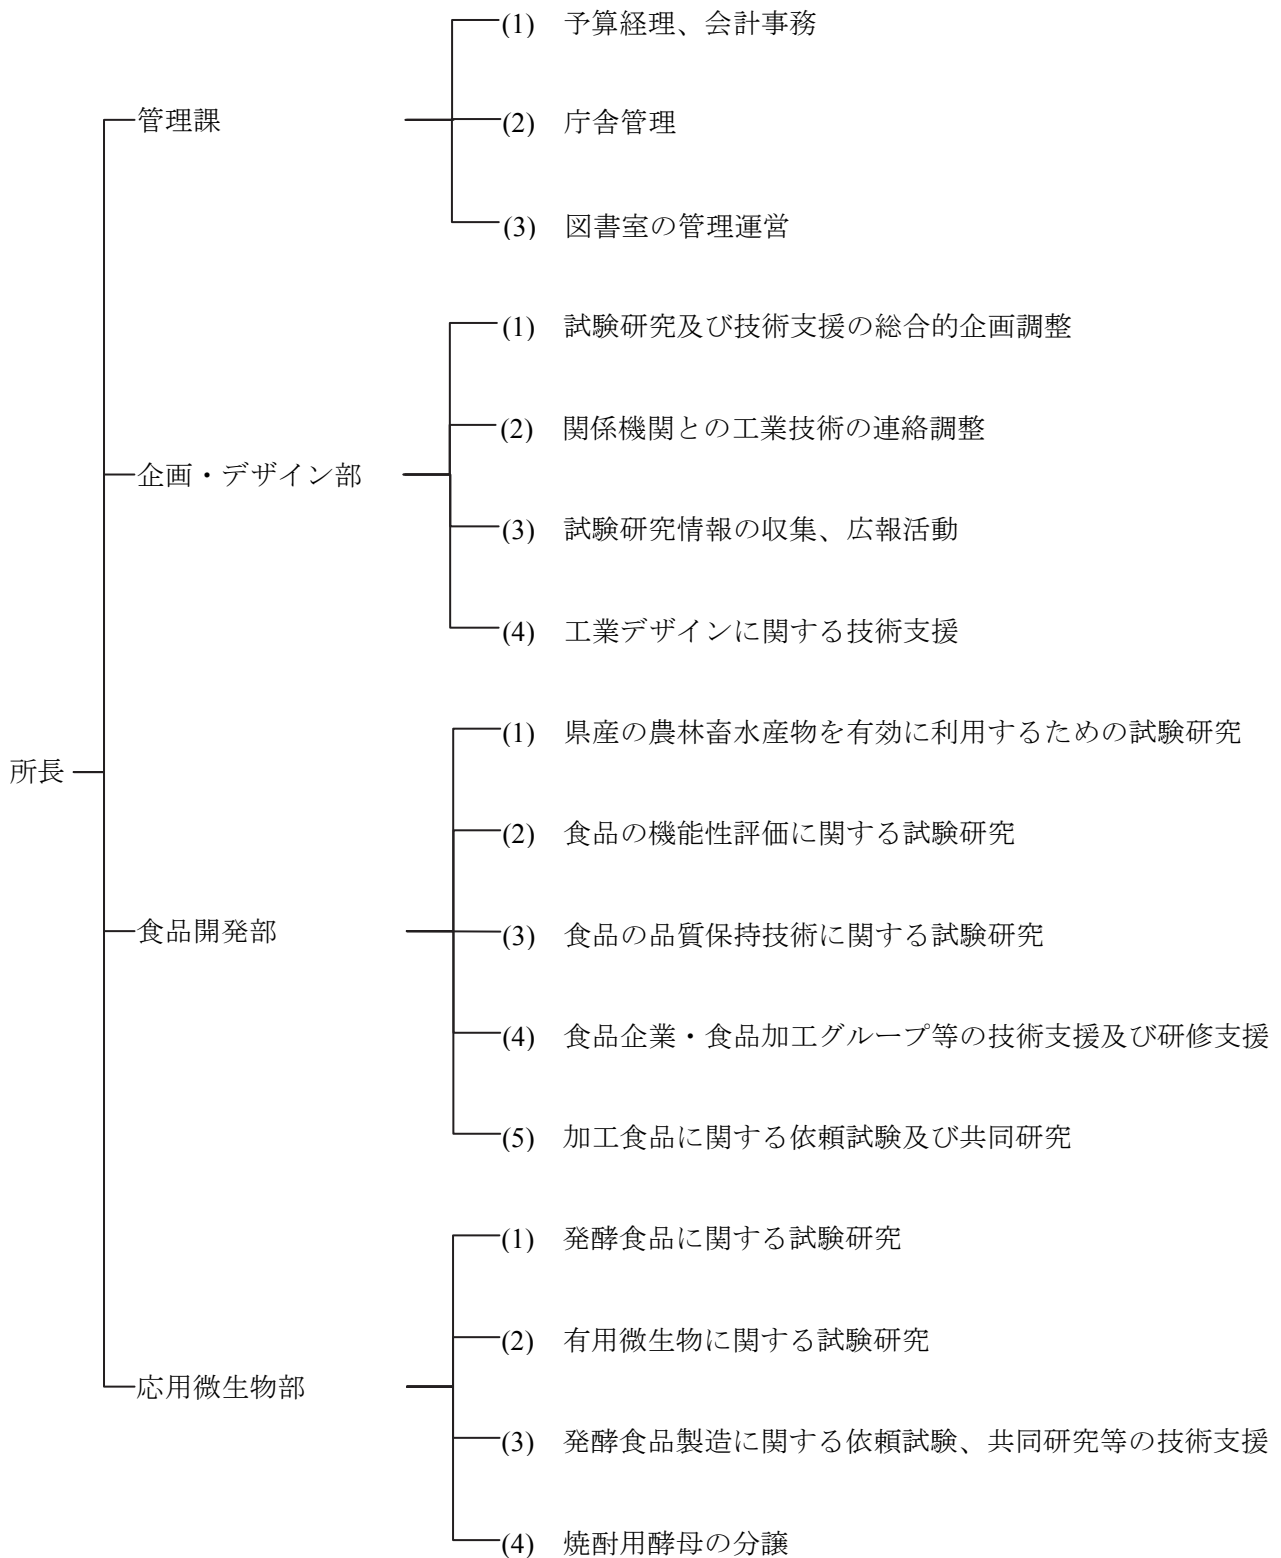 所長
管理課
(1) 予算経理、会計事務
(2) 庁舎管理
(3) 図書室の管理運営
企画・デザイン部
(1) 試験研究及び技術支援の総合的企画調整
(2) 関係機関との工業技術の連絡調整
(3) 試験研究情報の収集、広報活動
(4) 工業デザインに関する技術支援
食品開発部
(1) 県産の農林畜水産物を有効に利用するための試験研究
(2) 食品の機能性評価に関する試験研究
(3) 食品の品質保持技術に関する試験研究
(4) 食品企業・食品加工グループ等の技術支援及び研修支援
(5) 加工食品に関する依頼試験及び共同研究
応用微生物部
(1) 発酵食品に関する試験研究
(2) 有用微生物に関する試験研究
(3) 発酵食品製造に関する依頼試験、共同研究等の技術支援
(4) 焼酎用酵母の分譲